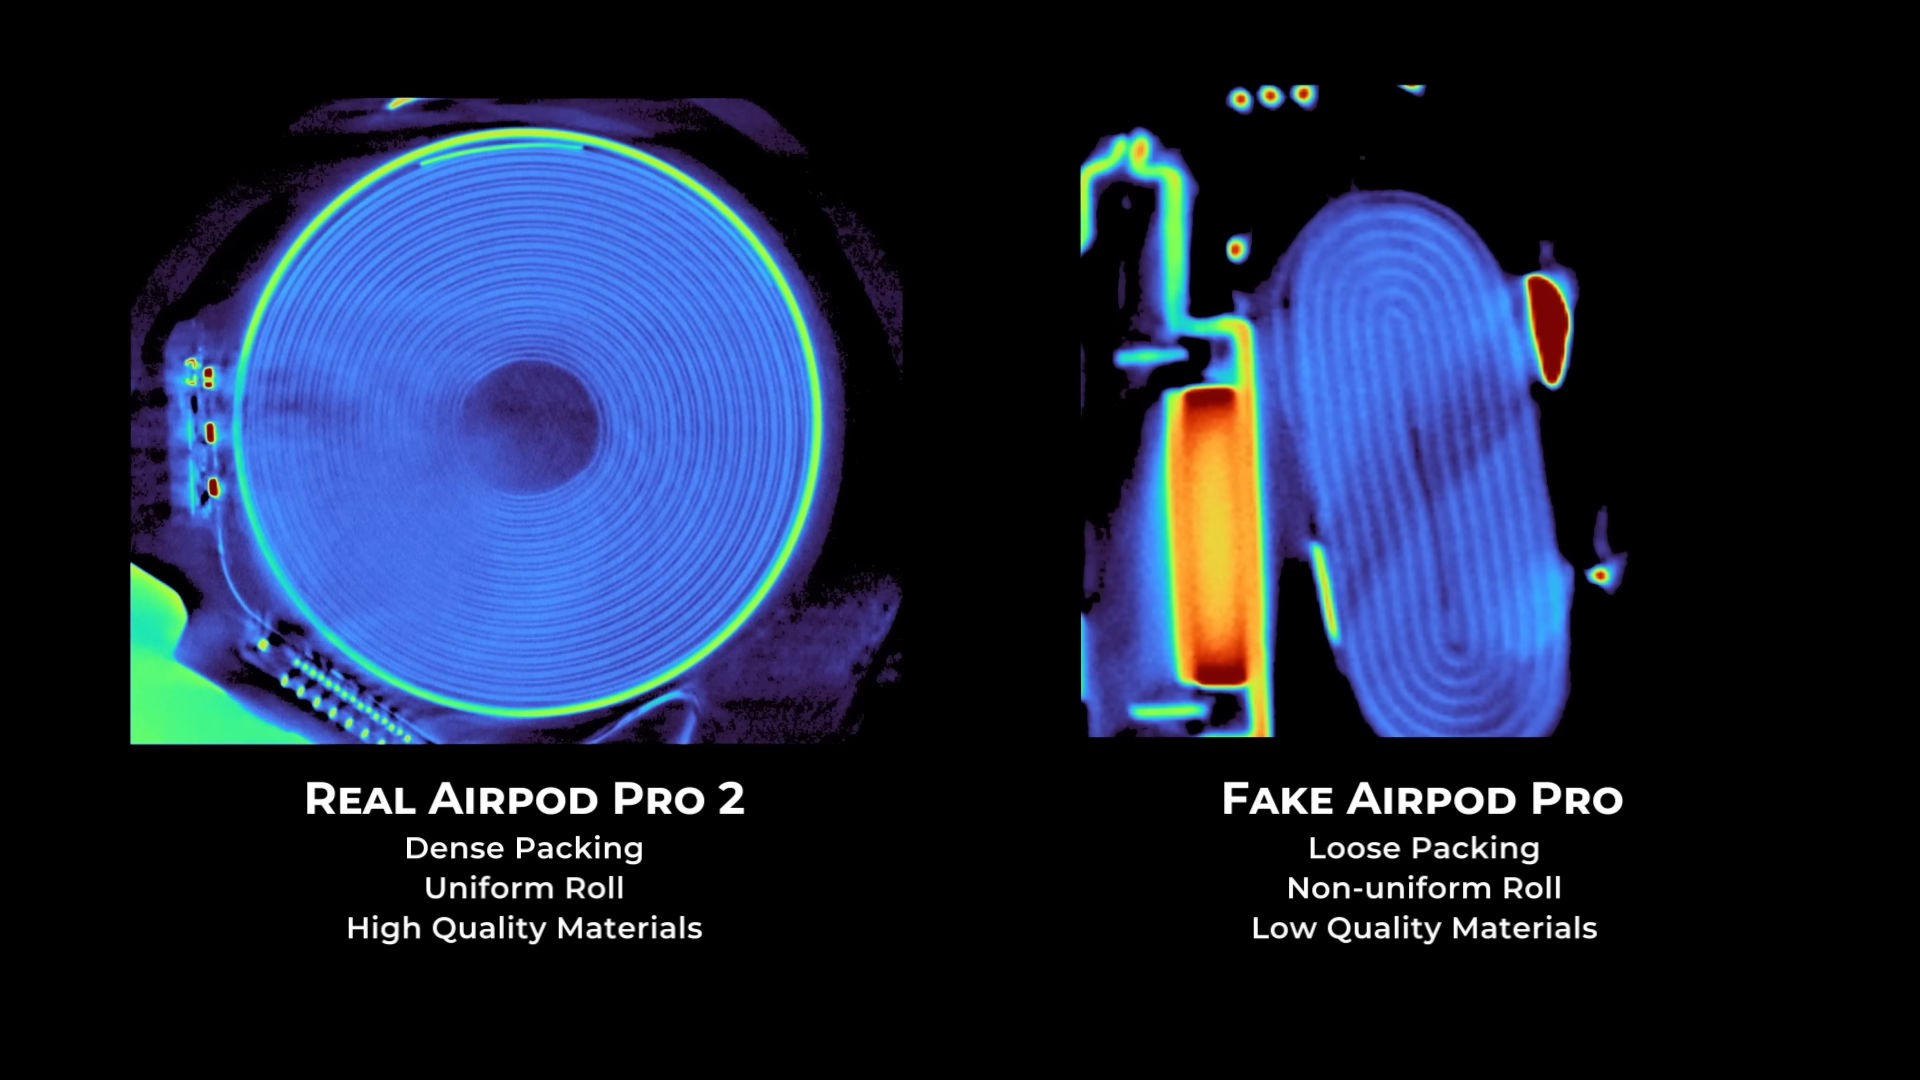 Real Airpod Pro 2
Dense Packing
Uniform Roll
High Quality Materials
Fake Airpod Pro
Loose Packing
Non-uniform Roll
Low Quality Materials